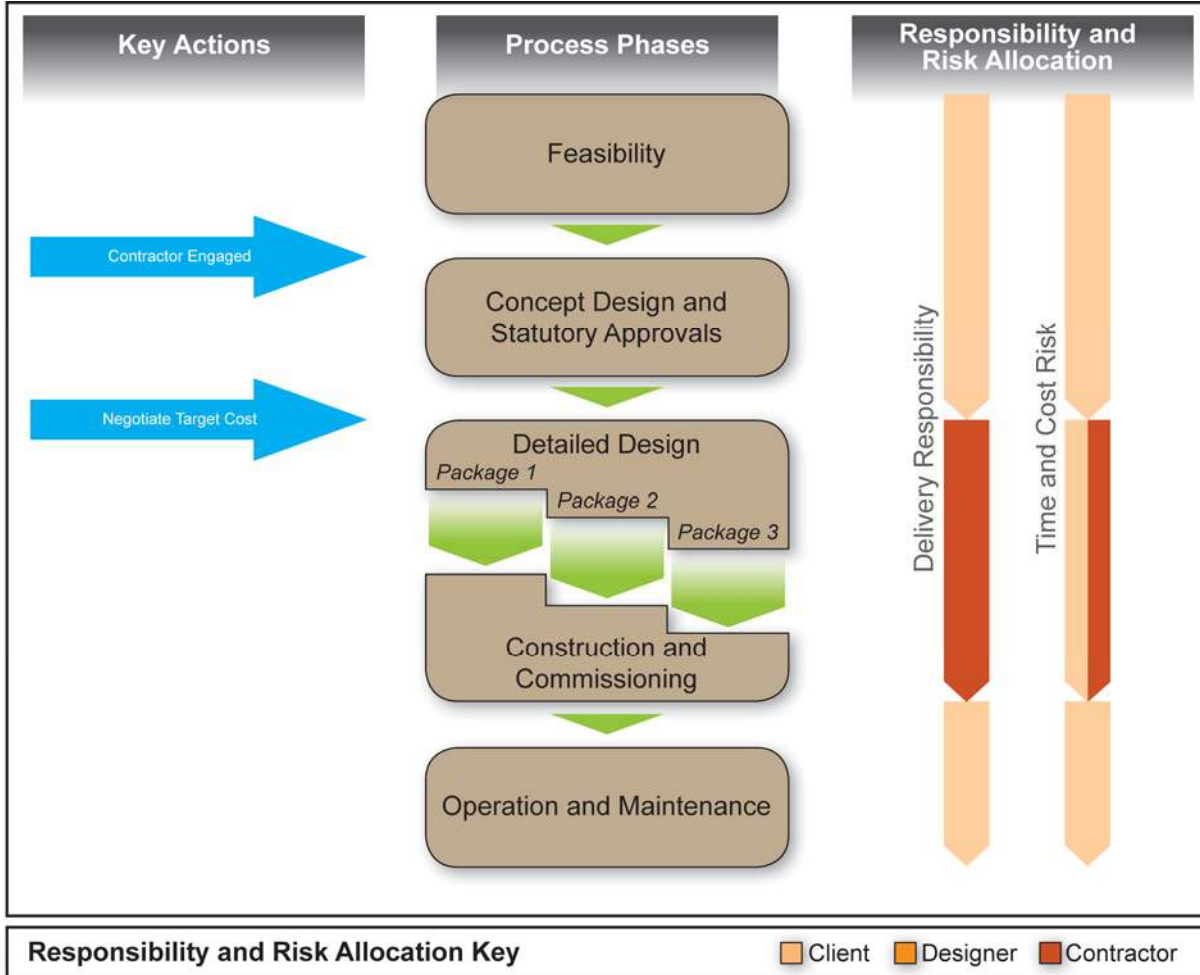 Key Actions
Process Phases
Responsibility and
Risk Allocation
Feasibility
Contractor Engaged
Concept Design and
Statutory Approvals
Negotiate Target Cost
Detailed Design
Package 1
Package 2
Package 3
Construction and
Commissioning
Operation and Maintenance
Delivery Responsibility
Time and Cost Risk
Responsibility and Risk Allocation Key
Client
Designer
Contractor